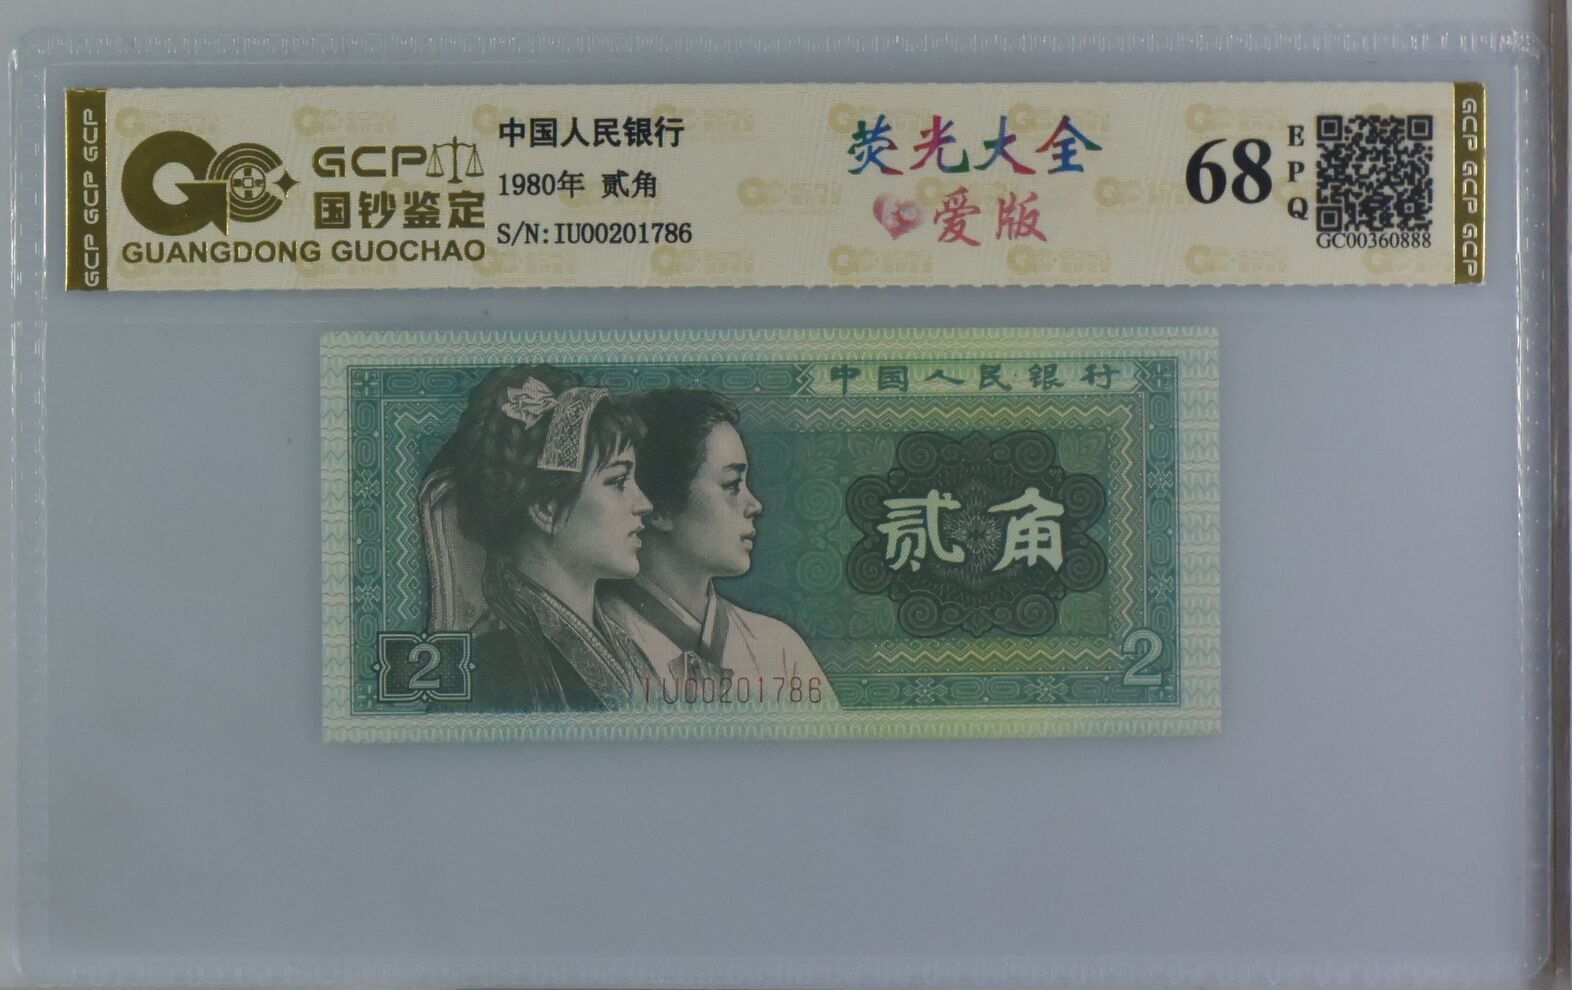 GCP GCP GCP
GCP
国钞鉴定
GUANGDONG GUOCHAO
中国人民银行
1980年 贰角
S/N:IU00201786
荧光大全
爱版
68
EPQ
GC00360888
GCP GCP GCP
中国人民银行
贰角
2
2
IU00201786